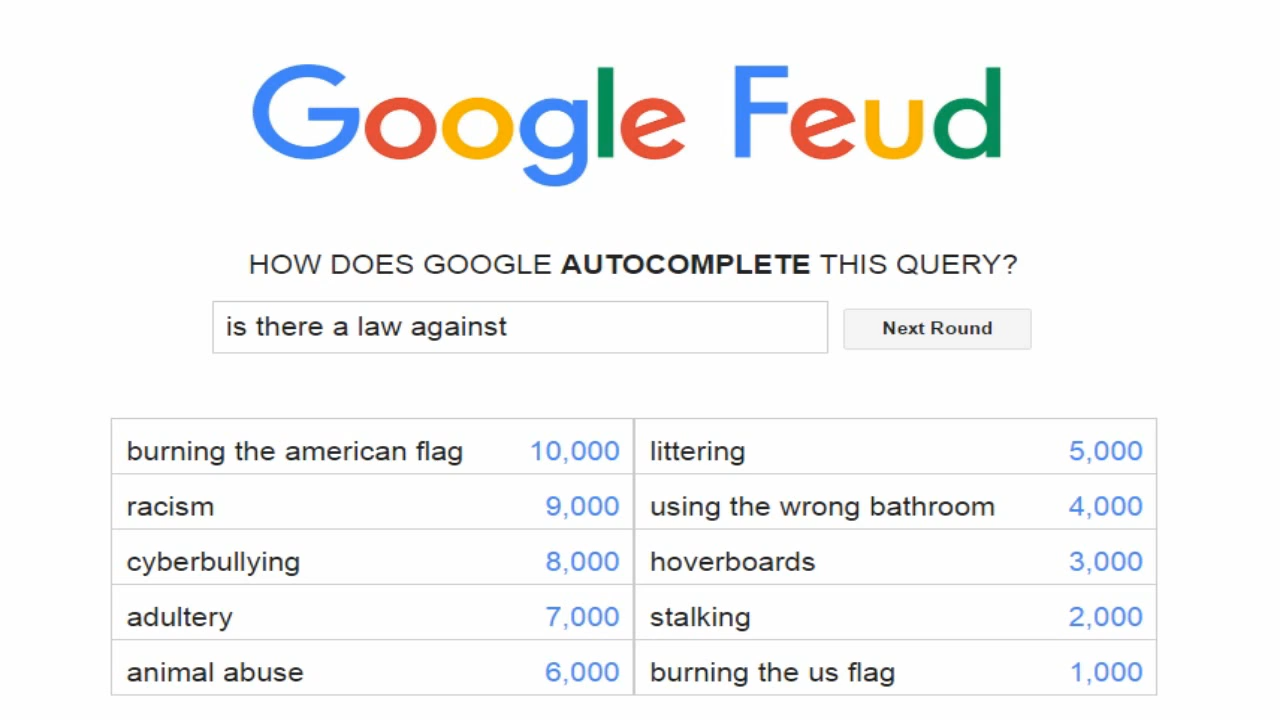 Google Feud
HOW DOES GOOGLE AUTOCOMPLETE THIS QUERY?
is there a law against
Next Round
burning the american flag 10,000
racism 9,000
cyberbullying 8,000
adultery 7,000
animal abuse 6,000
littering 5,000
using the wrong bathroom 4,000
hoverboards 3,000
stalking 2,000
burning the us flag 1,000